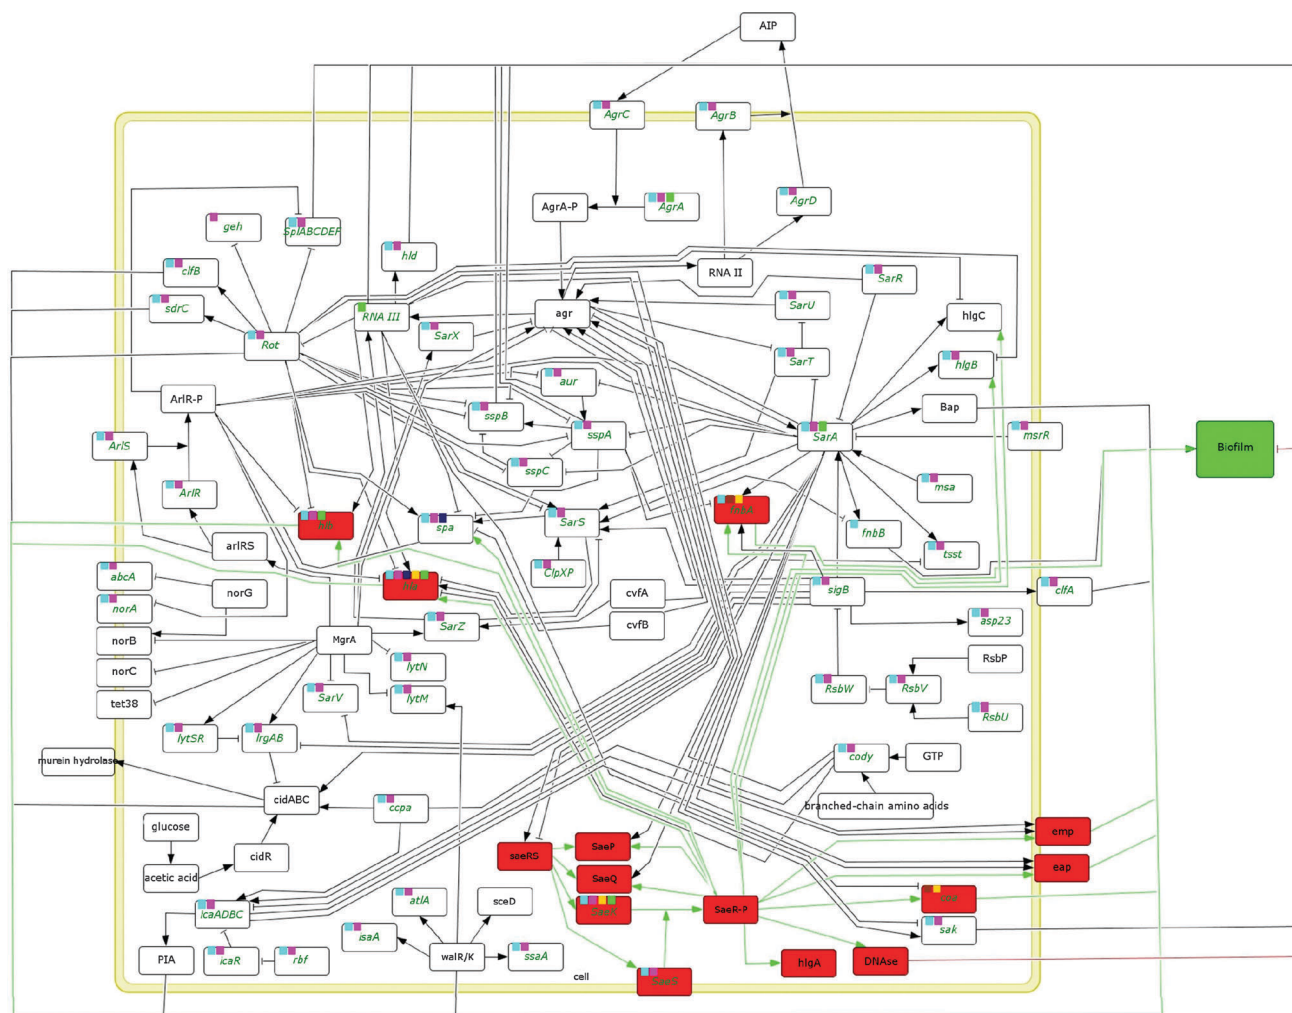 AIP
AgrC
AgrB
AgrA-P
AgrA
AgrD
geh
SplABCDEF
hld
clfB
RNA II
SarR
sdrC
RNA III
SarX
agr
SarU
hlgC
Rot
SarT
hlgB
aur
ArlR-P
sspB
Bap
ArlS
sspA
SarA
msrR
Biofilm
sspC
ArlR
msa
fnbA
spa
SarS
fnbB
tsst
arlRS
abcA
ClpXP
norG
cvfA
sigB
clfA
norA
cvfB
asp23
norB
MgrA
SarZ
norC
lytN
RsbP
tet38
SarV
lytM
RsbW
RsbV
RsbU
lytSR
lrgAB
murein hydrolase
cody
GTP
cidABC
ccpa
branched-chain amino acids
glucose
cidR
emp
acetic acid
saeRS
SaeP
eap
SaeQ
SaeR-P
icaADBC
atlA
sceD
sak
isaA
PIA
icaR
rbf
walR/K
ssaA
hlgA
DNAse
cell